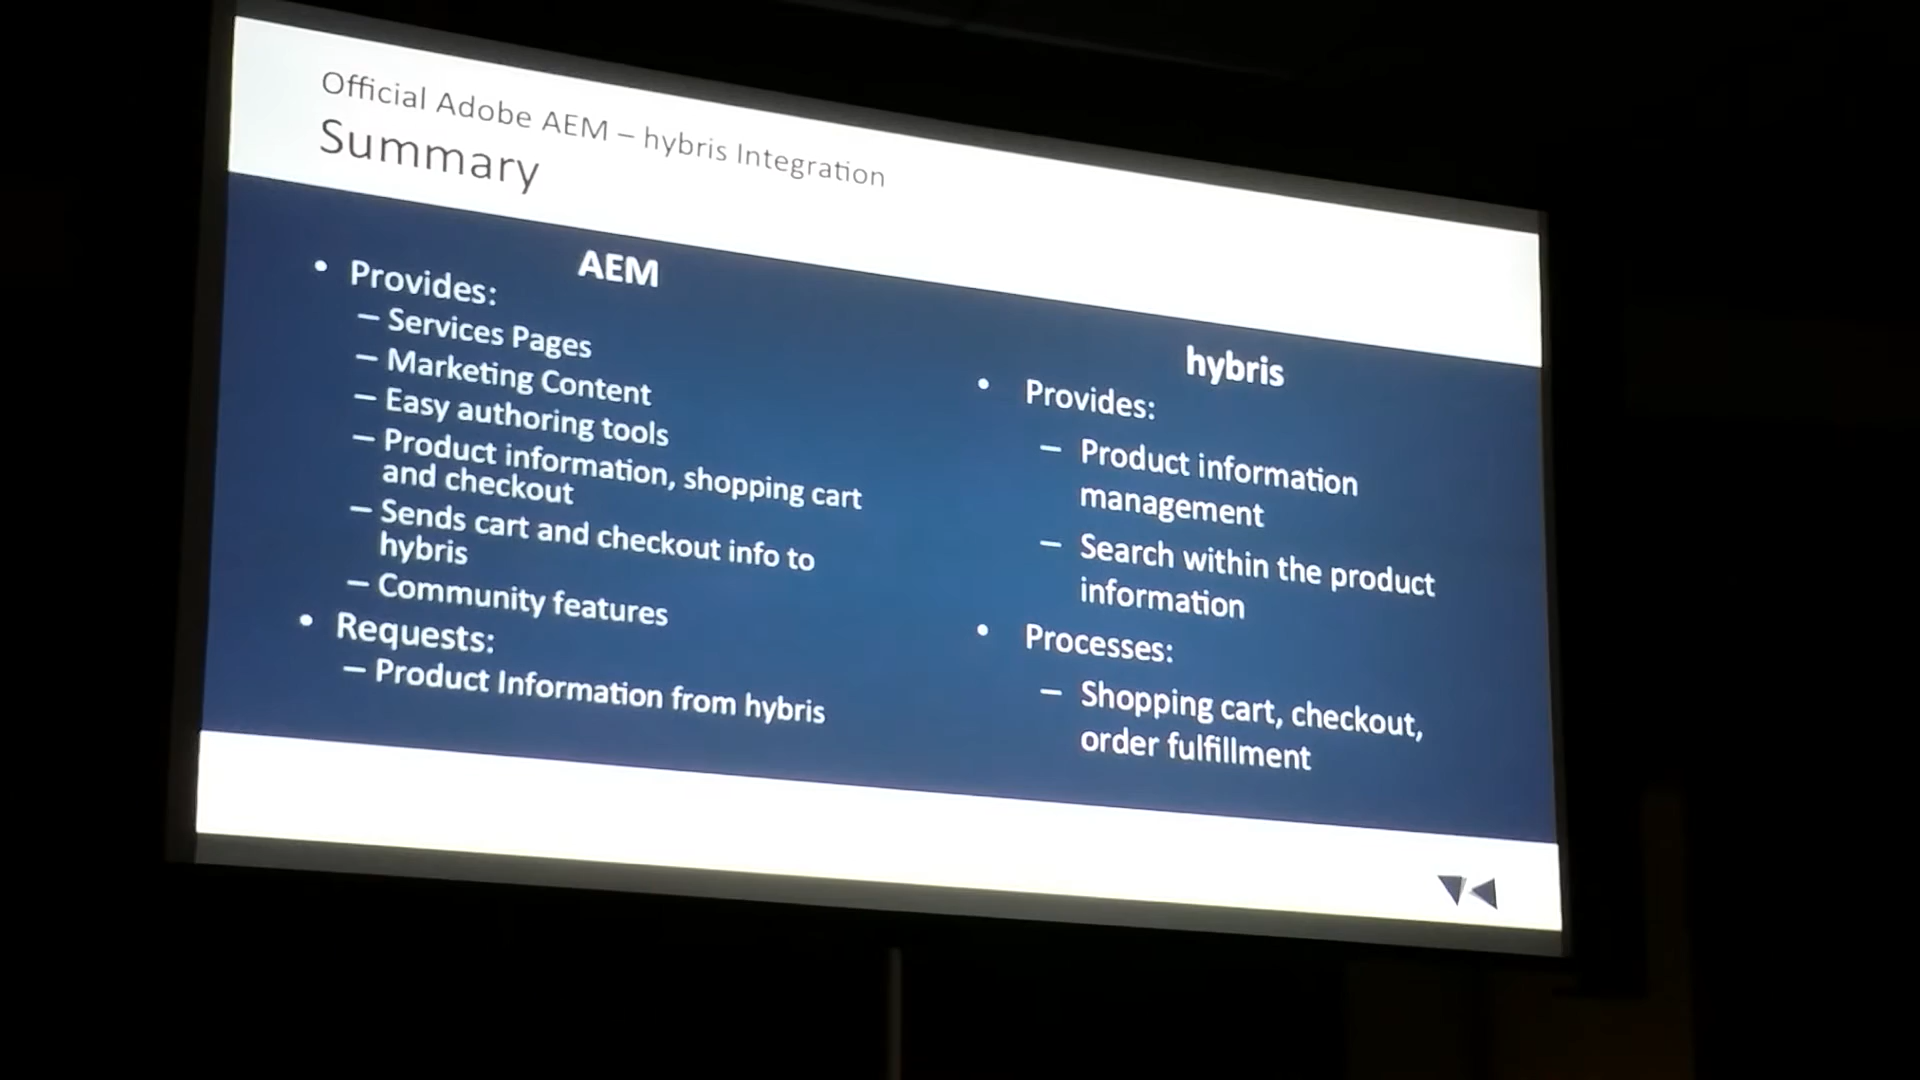 Official Adobe AEM – hybris Integration
Summary
AEM
• Provides:
– Services Pages
– Marketing Content
– Easy authoring tools
– Product information, shopping cart
and checkout
– Sends cart and checkout info to
hybris
– Community features
• Requests:
– Product Information from hybris
hybris
• Provides:
– Product information
management
– Search within the product
information
• Processes:
– Shopping cart, checkout,
order fulfillment